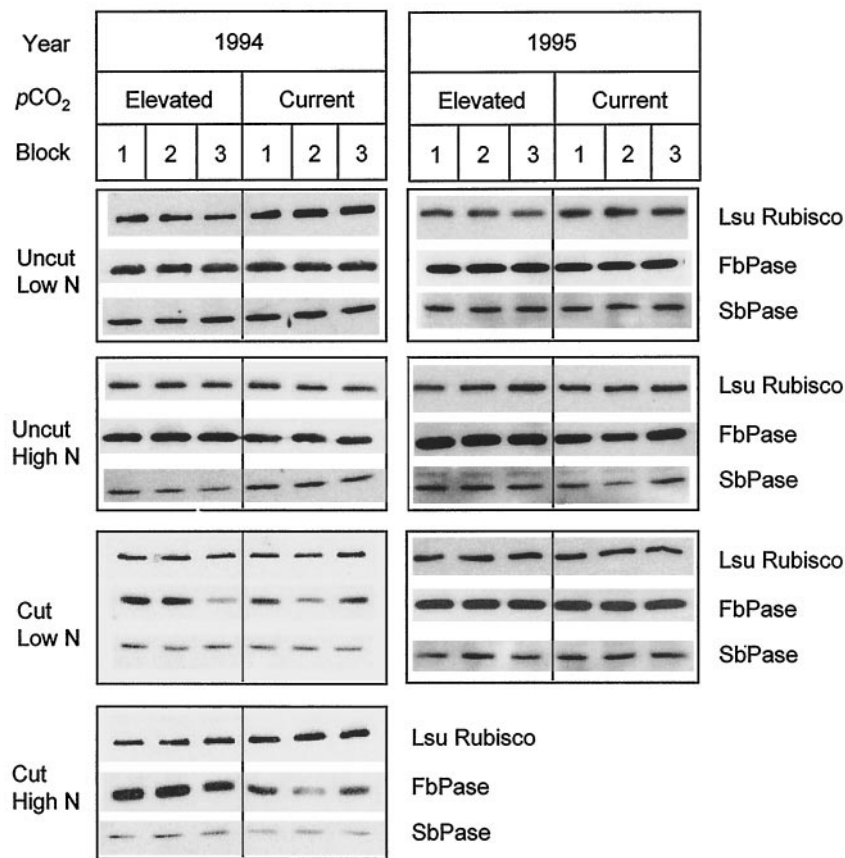 Year 1994 1995
pCO2 Elevated Current Elevated Current
Block 1 2 3 1 2 3 1 2 3 1 2 3
Uncut Low N
Lsu Rubisco
FbPase
SbPase
Uncut High N
Lsu Rubisco
FbPase
SbPase
Cut Low N
Lsu Rubisco
FbPase
SbPase
Cut High N
Lsu Rubisco
FbPase
SbPase